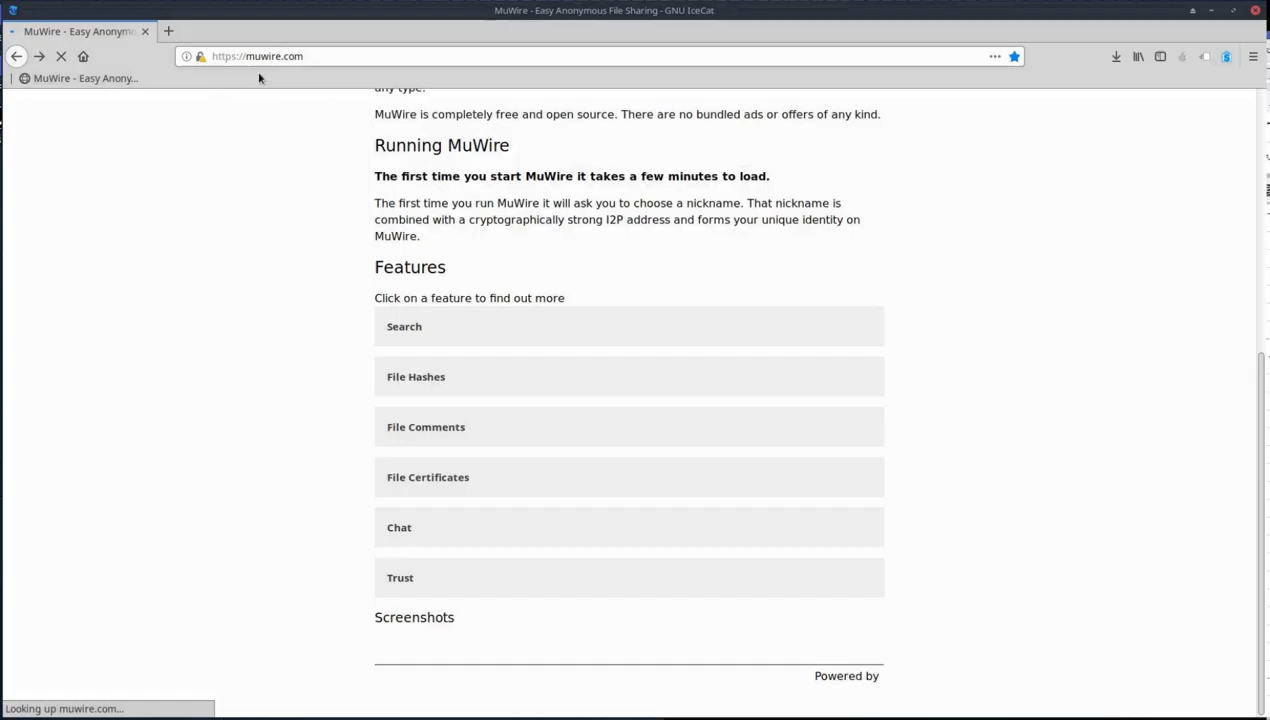 MuWire - Easy Anonymous File Sharing - GNU IceCat
MuWire - Easy Anonymo
https://muwire.com
MuWire - Easy Anony...
any type.
MuWire is completely free and open source. There are no bundled ads or offers of any kind.
Running MuWire
The first time you start MuWire it takes a few minutes to load.
The first time you run MuWire it will ask you to choose a nickname. That nickname is
combined with a cryptographically strong I2P address and forms your unique identity on
MuWire.
Features
Click on a feature to find out more
Search
File Hashes
File Comments
File Certificates
Chat
Trust
Screenshots
Powered by
Looking up muwire.com...